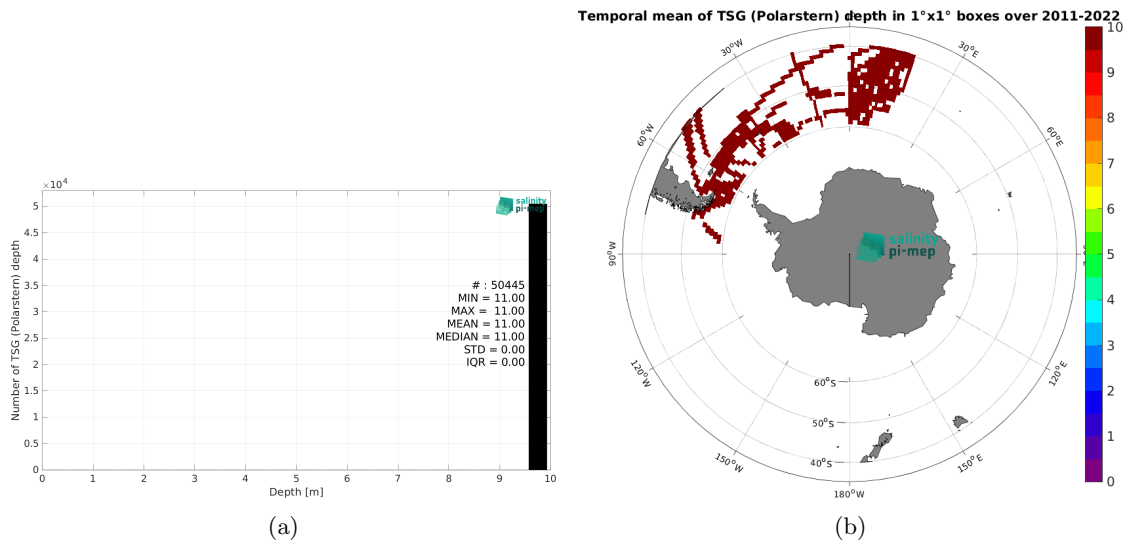 ×10⁴
5
4.5
4
3.5
3
2.5
2
1.5
1
0.5
0
Number of TSG (Polarstern) depth
salinity
pi-mep
# : 50445
MIN = 11.00
MAX = 11.00
MEAN = 11.00
MEDIAN = 11.00
STD = 0.00
IQR = 0.00
0 1 2 3 4 5 6 7 8 9 10
Depth [m]
(a)
Temporal mean of TSG (Polarstern) depth in 1°x1° boxes over 2011-2022
30°W
30°E
60°W
60°E
90°W
120°W
120°E
150°W
150°E
180°W
60°S
50°S
40°S
salinity
pi-mep
10
9
8
7
6
5
4
3
2
1
0
(b)